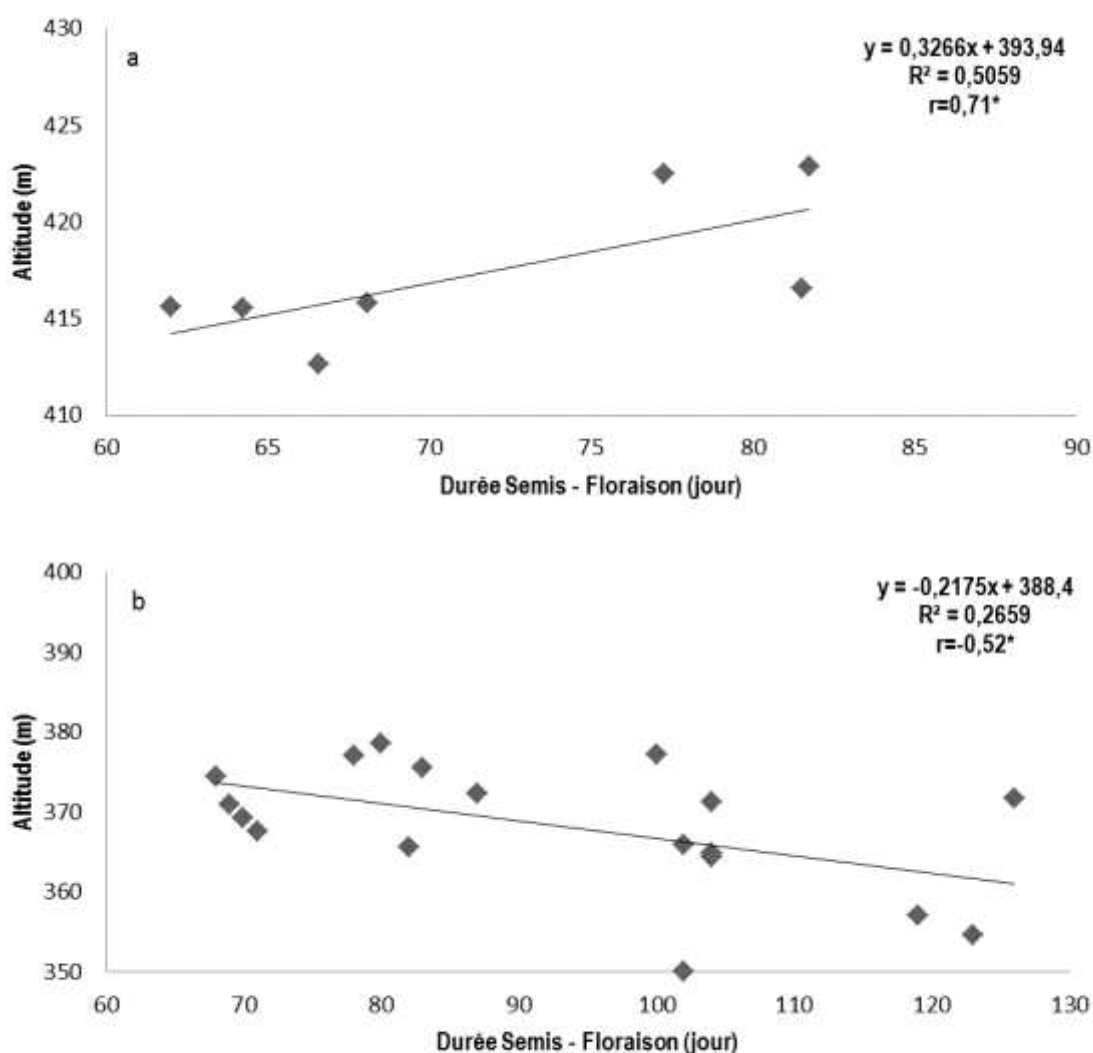 a
y = 0,3266x + 393,94
R² = 0,5059
r=0,71*
Altitude (m)
430
425
420
415
410
60 65 70 75 80 85 90
Durée Semis - Floraison (jour)
b
y = -0,2175x + 388,4
R² = 0,2659
r=-0,52*
Altitude (m)
400
390
380
370
360
350
60 70 80 90 100 110 120 130
Durée Semis - Floraison (jour)